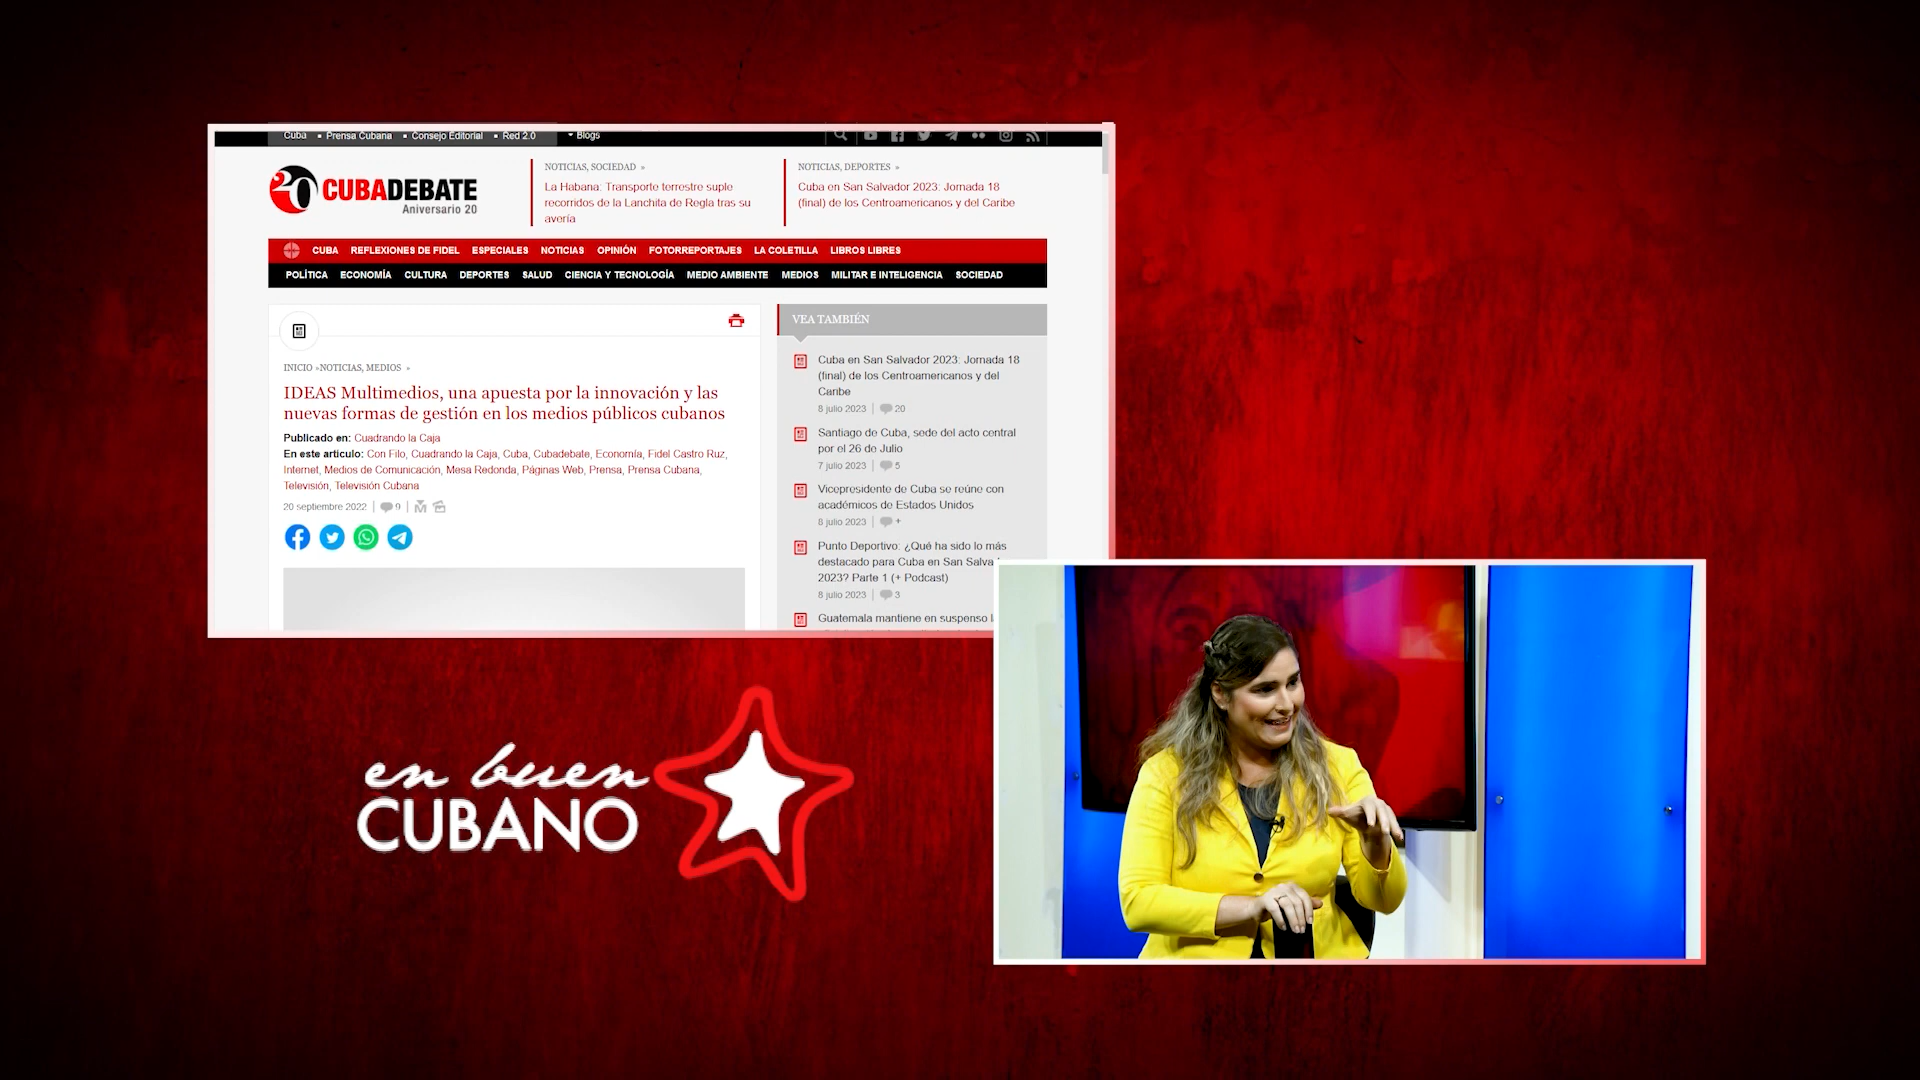 Cuba ▪ Prensa Cubana ▪ Consejo Editorial ▪ Red 2.0 Blogs
20 CUBADEBATE
Aniversario 20
NOTICIAS, SOCIEDAD »
La Habana: Transporte terrestre suple
recorridos de la Lanchita de Regla tras su
avería
NOTICIAS, DEPORTES »
Cuba en San Salvador 2023: Jornada 18
(final) de los Centroamericanos y del Caribe
CUBA REFLEXIONES DE FIDEL ESPECIALES NOTICIAS OPINIÓN FOTORREPORTAJES LA COLETILLA LIBROS LIBRES
POLÍTICA ECONOMÍA CULTURA DEPORTES SALUD CIENCIA Y TECNOLOGÍA MEDIO AMBIENTE MEDIOS MILITAR E INTELIGENCIA SOCIEDAD
INICIO »NOTICIAS, MEDIOS »
IDEAS Multimedios, una apuesta por la innovación y las
nuevas formas de gestión en los medios públicos cubanos
Publicado en: Cuadrando la Caja
En este artículo: Con Filo, Cuadrando la Caja, Cuba, Cubadebate, Economía, Fidel Castro Ruz,
Internet, Medios de Comunicación, Mesa Redonda, Páginas Web, Prensa, Prensa Cubana,
Televisión, Televisión Cubana
20 septiembre 2022 | 9 |
VEA TAMBIÉN
Cuba en San Salvador 2023: Jornada 18
(final) de los Centroamericanos y del
Caribe
8 julio 2023 | 20
Santiago de Cuba, sede del acto central
por el 26 de Julio
7 julio 2023 | 5
Vicepresidente de Cuba se reúne con
académicos de Estados Unidos
8 julio 2023 | +
Punto Deportivo: ¿Qué ha sido lo más
destacado para Cuba en San Salva
2023? Parte 1 (+ Podcast)
8 julio 2023 | 3
Guatemala mantiene en suspenso
en buen
CUBANO